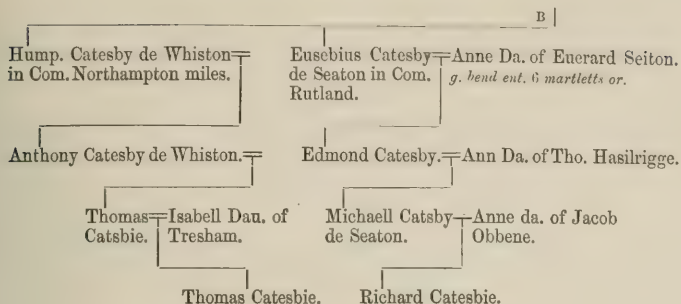 B
Hump. Catesby de Whiston Eusebius Catesby Anne Da. of Euerard Seiton.
in Com. Northampton miles. de Seaton in Com. g. bend ent. 6 martletts or.
Rutland.
Anthony Catesby de Whiston. Edmond Catesby. Ann Da. of Tho. Hasilrigge.
Thomas Isabell Dau. of Michaell Catsby Anne da. of Jacob
Catsbie. Tresham. de Seaton. Obbene.
Thomas Catesbie. Richard Catesbie.